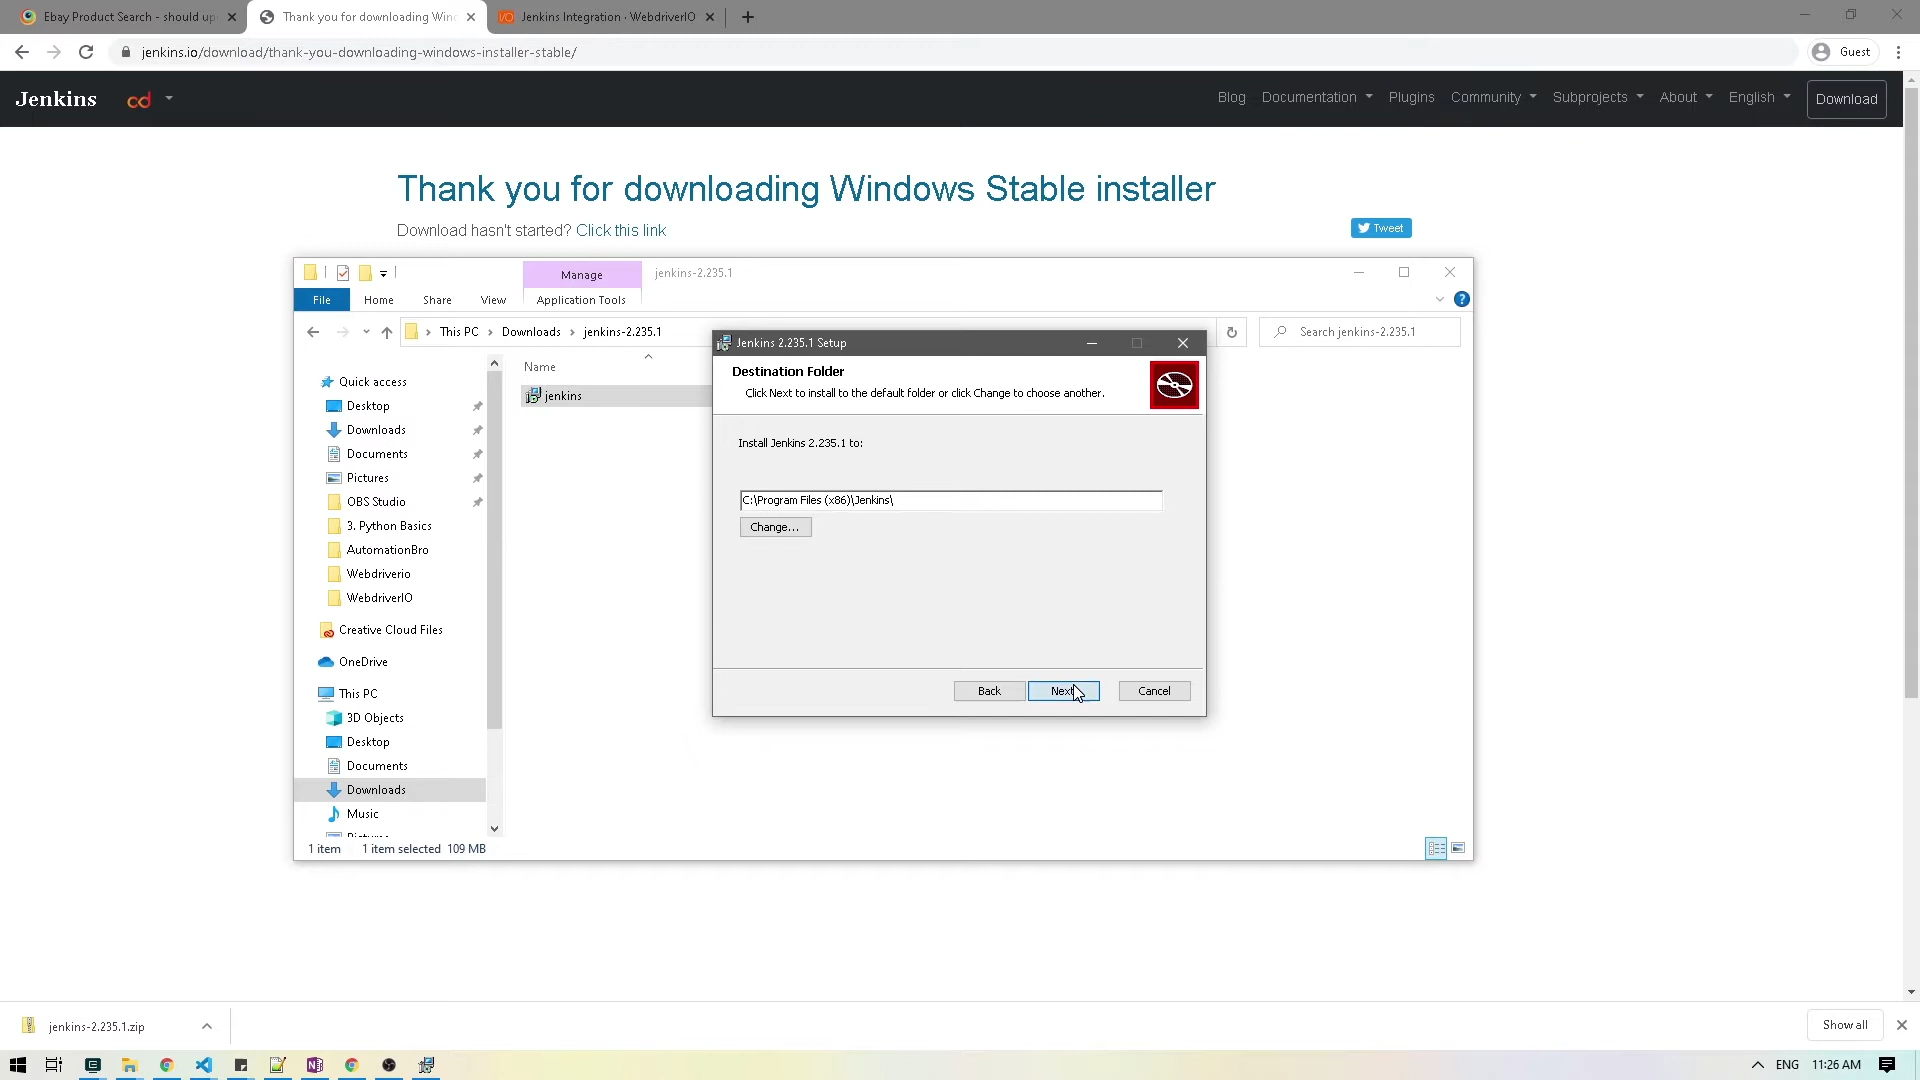 Ebay Product Search - should up
Thank you for downloading Win
Jenkins Integration · WebdriverIO
jenkins.io/download/thank-you-downloading-windows-installer-stable/
Guest
Jenkins
cd
Blog
Documentation
Plugins
Community
Subprojects
About
English
Download
Thank you for downloading Windows Stable installer
Download hasn't started? Click this link
Tweet
Manage
jenkins-2.235.1
File
Home
Share
View
Application Tools
This PC
Downloads
jenkins-2.235.1
Search jenkins-2.235.1
Name
jenkins
Quick access
Desktop
Downloads
Documents
Pictures
OBS Studio
3. Python Basics
AutomationBro
Webdriverio
WebdriverIO
Creative Cloud Files
OneDrive
This PC
3D Objects
Desktop
Documents
Downloads
Music
1 item
1 item selected 109 MB
Jenkins 2.235.1 Setup
Destination Folder
Click Next to install to the default folder or click Change to choose another.
Install Jenkins 2.235.1 to:
C:\Program Files (x86)\Jenkins\
Change...
Back
Next
Cancel
jenkins-2.235.1.zip
Show all
ENG
11:26 AM